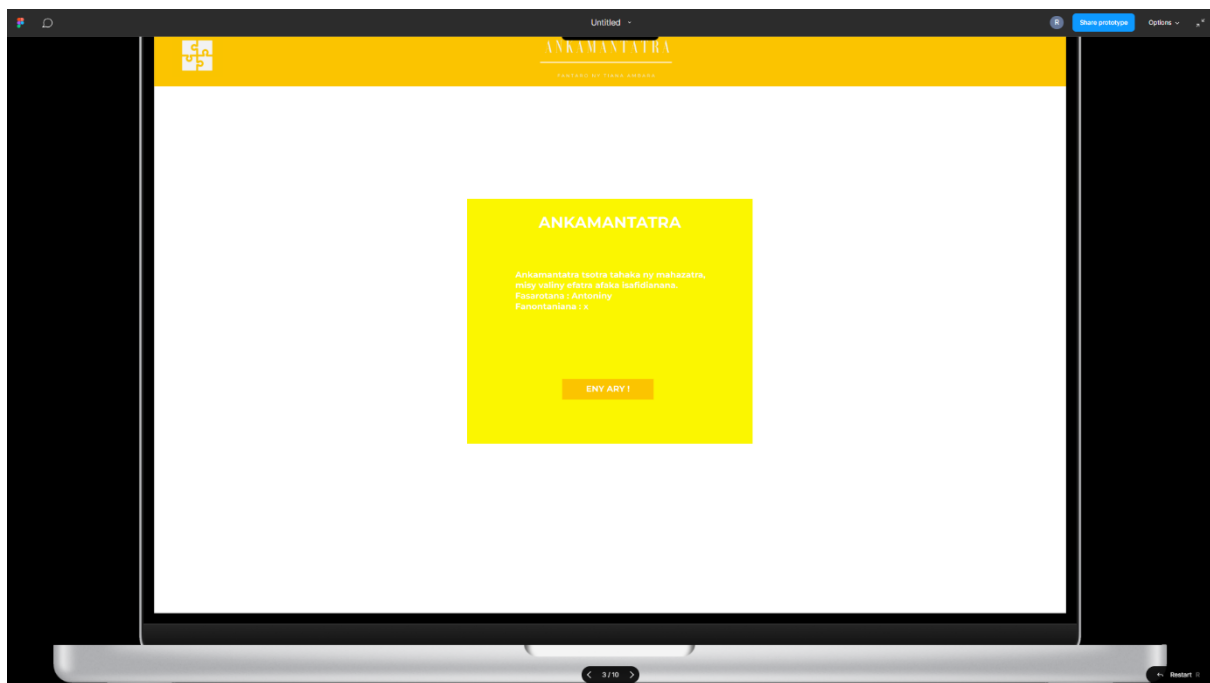 Untitled
R
Share prototype
Options
ANKAMANTATRA
ANKAMANTATRA
Ankamantatra tsotra tahaka ny mahazatra,
misy valiny efatra afaka isafidianana.
Fasarotana : Antoniny
Fanontaniana : x
ENY ARY !
3 / 10
Restart
R